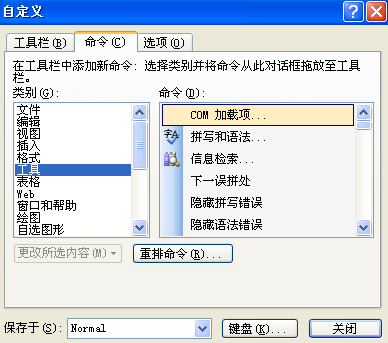 自定义
工具栏(B) 命令(C) 选项(O)
在工具栏中添加新命令: 选择类别并将命令从此对话框拖放至工具
栏。
类别(G):
文件
编辑
视图
插入
格式
工具
表格
Web
窗口和帮助
绘图
自选图形
命令(D):
COM 加载项...
拼写和语法...
信息检索...
下一误拼处
隐藏拼写错误
隐藏语法错误
更改所选内容(M) 重排命令(R)...
保存于(S): Normal 键盘(K)... 关闭